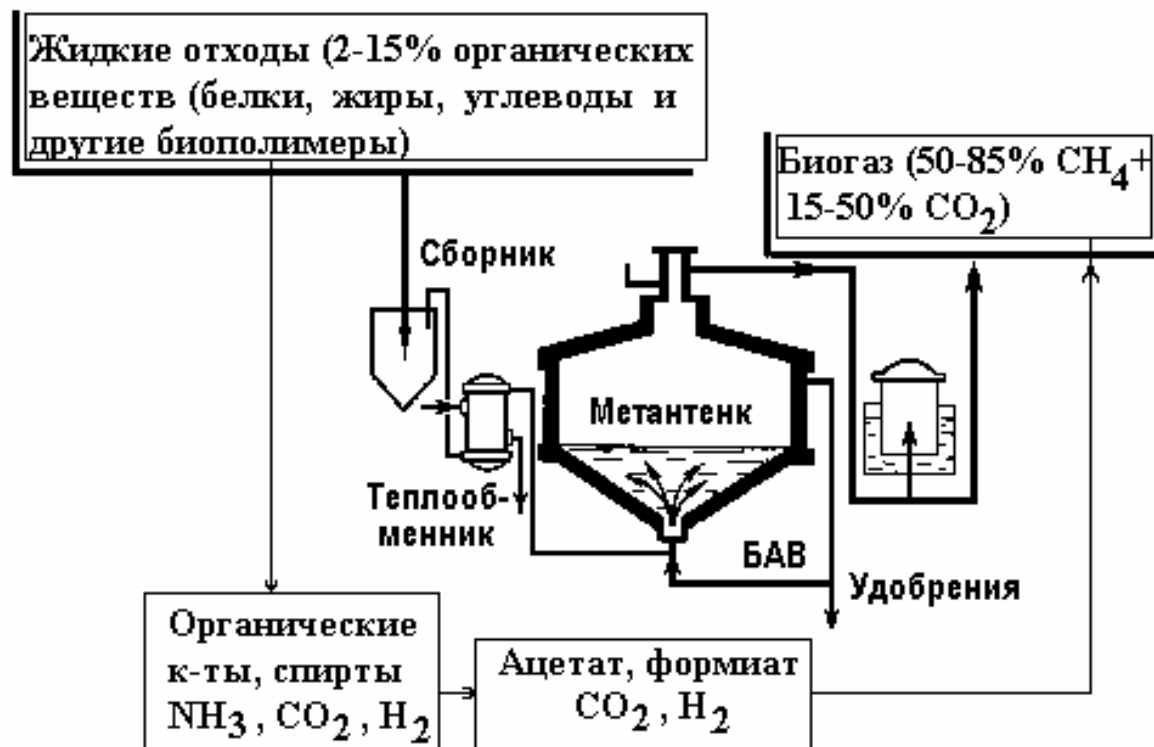 Жидкие отходы (2-15% органических
веществ (белки, жиры, углеводы и
другие биополимеры)
Биогаз (50-85% CH4+
15-50% CO2)
Сборник
Метантенк
Теплооб-
менник
БАВ
Удобрения
Органические
к-ты, спирты
NH3 , CO2 , H2
Ацетат, формиат
CO2 , H2